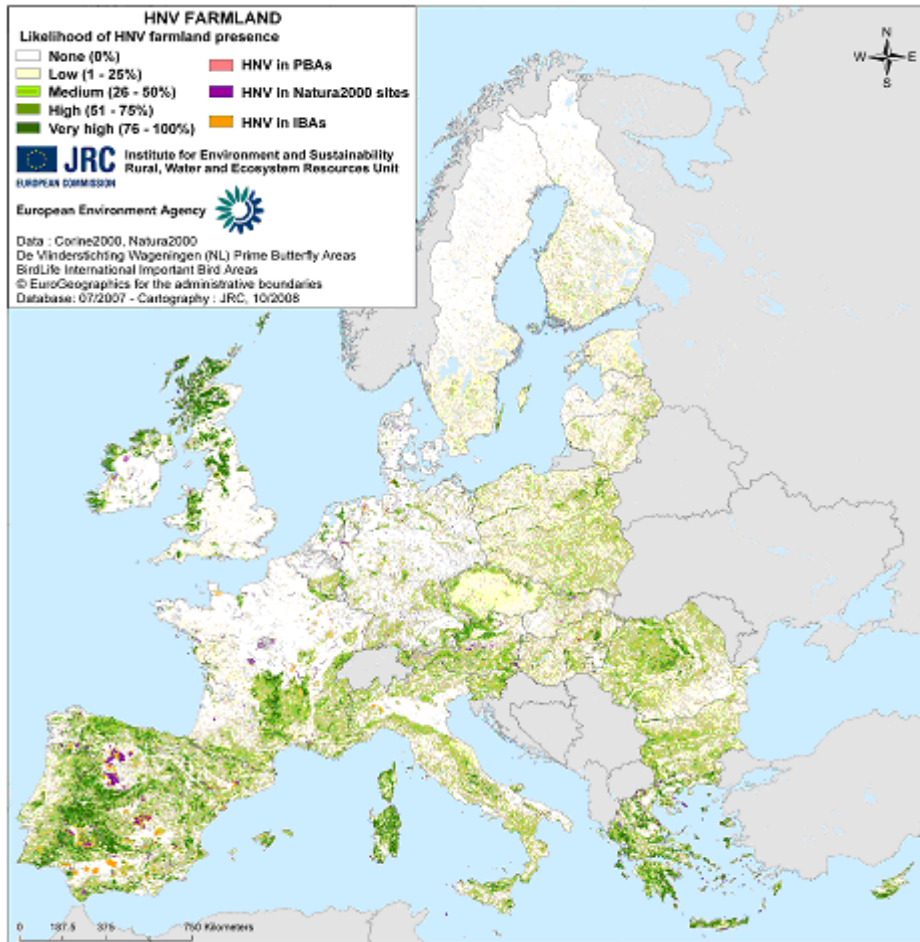 HNV FARMLAND
Likelihood of HNV farmland presence
None (0%)
Low (1 - 25%)
Medium (26 - 50%)
High (51 - 75%)
Very high (76 - 100%)
HNV in PBAs
HNV in Natura2000 sites
HNV in IBAs
JRC
EUROPEAN COMMISSION
Institute for Environment and Sustainability
Rural, Water and Ecosystem Resources Unit
European Environment Agency
Data : Corine2000, Natura2000
De Vlinderstichting Wageningen (NL) Prime Butterfly Areas
BirdLife International Important Bird Areas
© EuroGeographics for the administrative boundaries
Database: 07/2007 - Cartography : JRC, 10/2008
N
W E
S
0 187.5 375 750 Kilometers